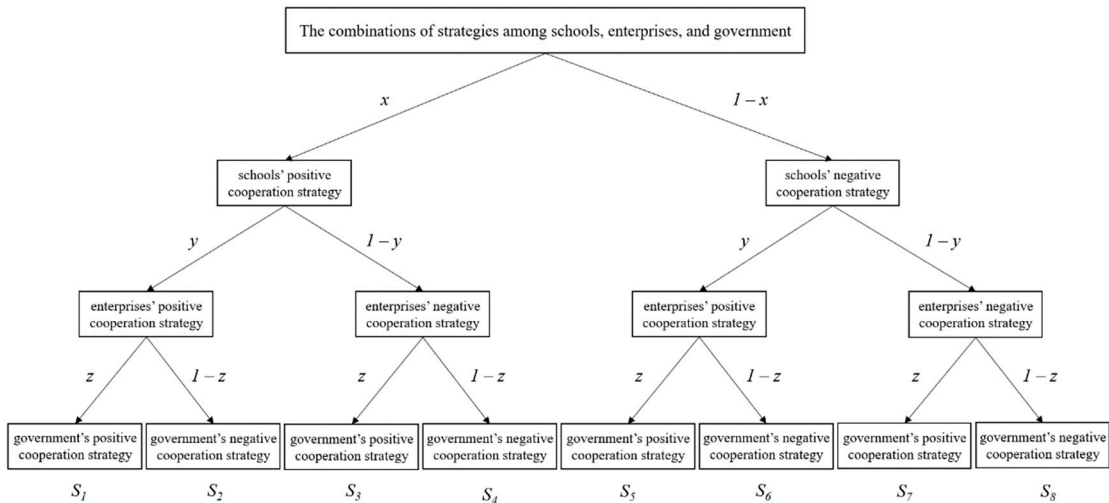 The combinations of strategies among schools, enterprises, and government
x
1 – x
schools’ positive
cooperation strategy
schools’ negative
cooperation strategy
y
1 – y
y
1 – y
enterprises’ positive
cooperation strategy
enterprises’ negative
cooperation strategy
enterprises’ positive
cooperation strategy
enterprises’ negative
cooperation strategy
z
1 – z
z
1 – z
z
1 – z
z
1 – z
government’s positive
cooperation strategy
government’s negative
cooperation strategy
government’s positive
cooperation strategy
government’s negative
cooperation strategy
government’s positive
cooperation strategy
government’s negative
cooperation strategy
government’s positive
cooperation strategy
government’s negative
cooperation strategy
S₁
S₂
S₃
S₄
S₅
S₆
S₇
S₈